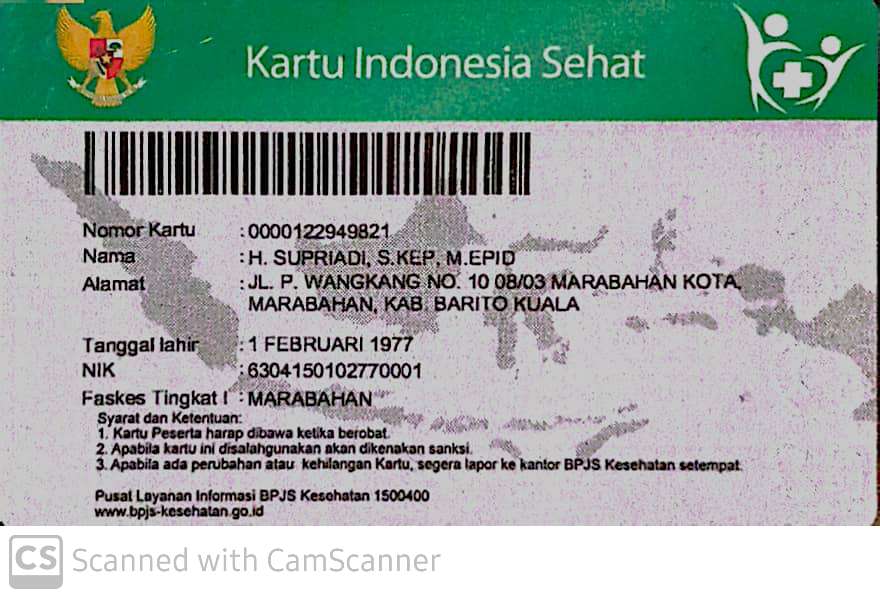 Kartu Indonesia Sehat
Nomor Kartu : 0000122949821
Nama : H. SUPRIADI, S.KEP, M.EPID
Alamat : JL. P. WANGKANG NO. 10 08/03 MARABAHAN KOTA,
MARABAHAN, KAB. BARITO KUALA
Tanggal lahir : 1 FEBRUARI 1977
NIK : 6304150102770001
Faskes Tingkat I : MARABAHAN
Syarat dan Ketentuan:
1. Kartu Peserta harap dibawa ketika berobat.
2. Apabila kartu ini disalahgunakan akan dikenakan sanksi.
3. Apabila ada perubahan atau kehilangan Kartu, segera lapor ke kantor BPJS Kesehatan setempat.
Pusat Layanan Informasi BPJS Kesehatan 1500400
www.bpjs-kesehatan.go.id
CS Scanned with CamScanner